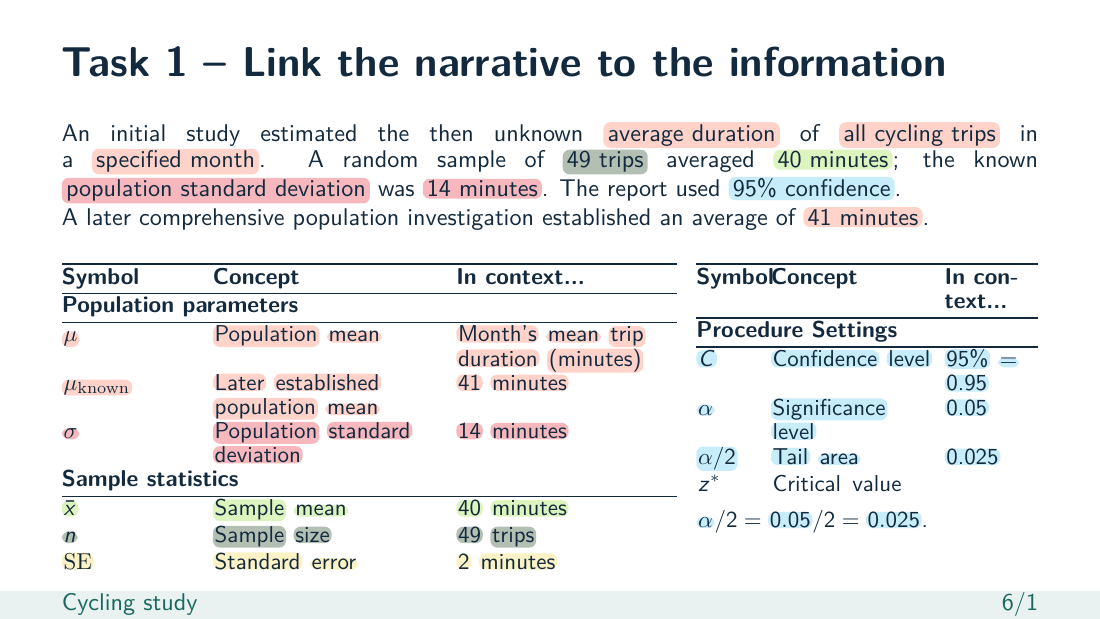 Task 1 – Link the narrative to the information
An initial study estimated the then unknown average duration of all cycling trips in
a specified month. A random sample of 49 trips averaged 40 minutes; the known
population standard deviation was 14 minutes. The report used 95% confidence.
A later comprehensive population investigation established an average of 41 minutes.
Symbol Concept In context...
Population parameters
μ Population mean Month's mean trip
duration (minutes)
μknown Later established 41 minutes
population mean
σ Population standard 14 minutes
deviation
Sample statistics
x̄ Sample mean 40 minutes
n Sample size 49 trips
SE Standard error 2 minutes
Symbol Concept In con-
text...
Procedure Settings
C Confidence level 95% =
0.95
α Significance 0.05
level
α/2 Tail area 0.025
z* Critical value
α/2 = 0.05/2 = 0.025.
Cycling study 6/1